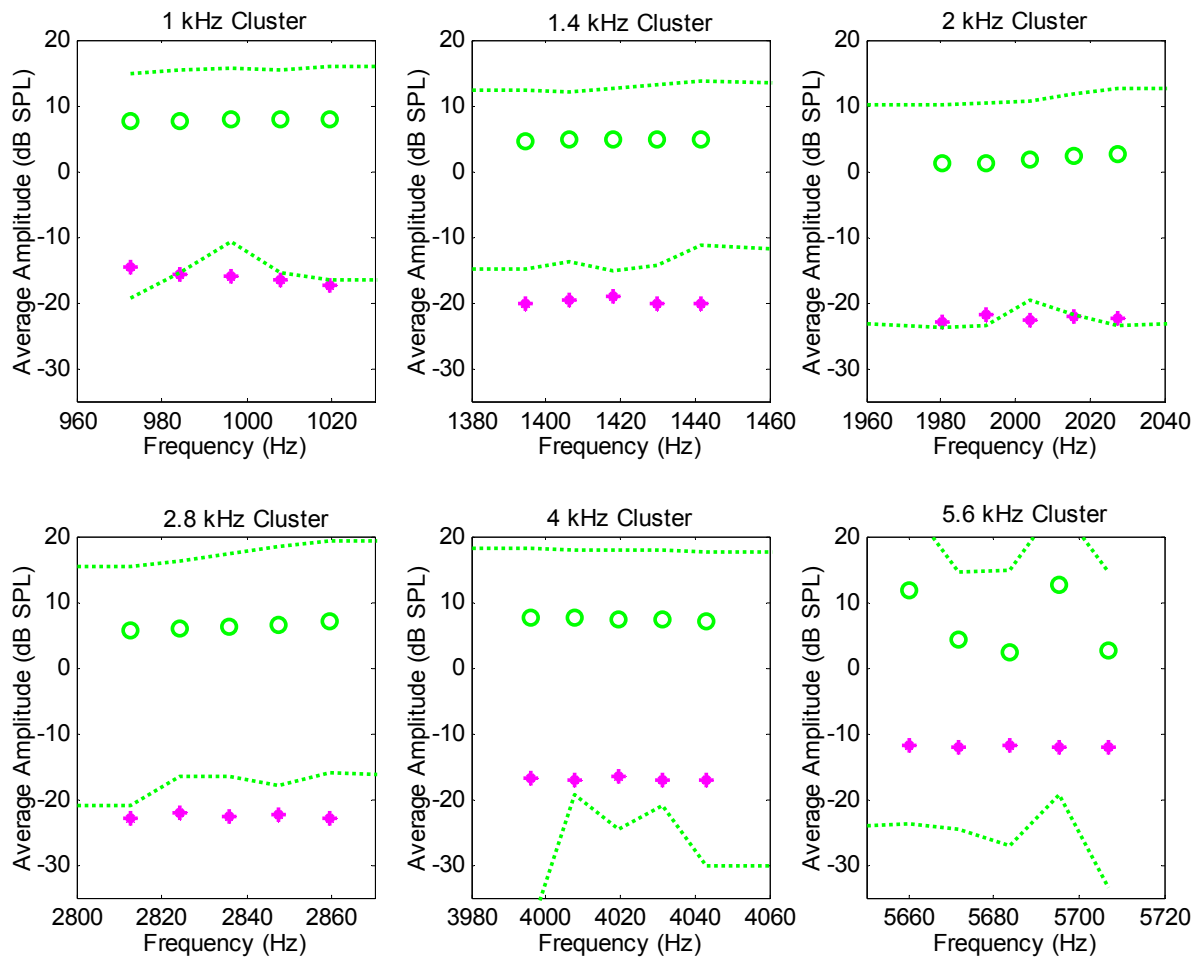 1 kHz Cluster
1.4 kHz Cluster
2 kHz Cluster
Average Amplitude (dB SPL)
20
10
0
-10
-20
-30
960 980 1000 1020
Frequency (Hz)
Average Amplitude (dB SPL)
20
10
0
-10
-20
-30
1380 1400 1420 1440 1460
Frequency (Hz)
Average Amplitude (dB SPL)
20
10
0
-10
-20
-30
1960 1980 2000 2020 2040
Frequency (Hz)
2.8 kHz Cluster
4 kHz Cluster
5.6 kHz Cluster
Average Amplitude (dB SPL)
20
10
0
-10
-20
-30
2800 2820 2840 2860
Frequency (Hz)
Average Amplitude (dB SPL)
20
10
0
-10
-20
-30
3980 4000 4020 4040 4060
Frequency (Hz)
Average Amplitude (dB SPL)
20
10
0
-10
-20
-30
5660 5680 5700 5720
Frequency (Hz)